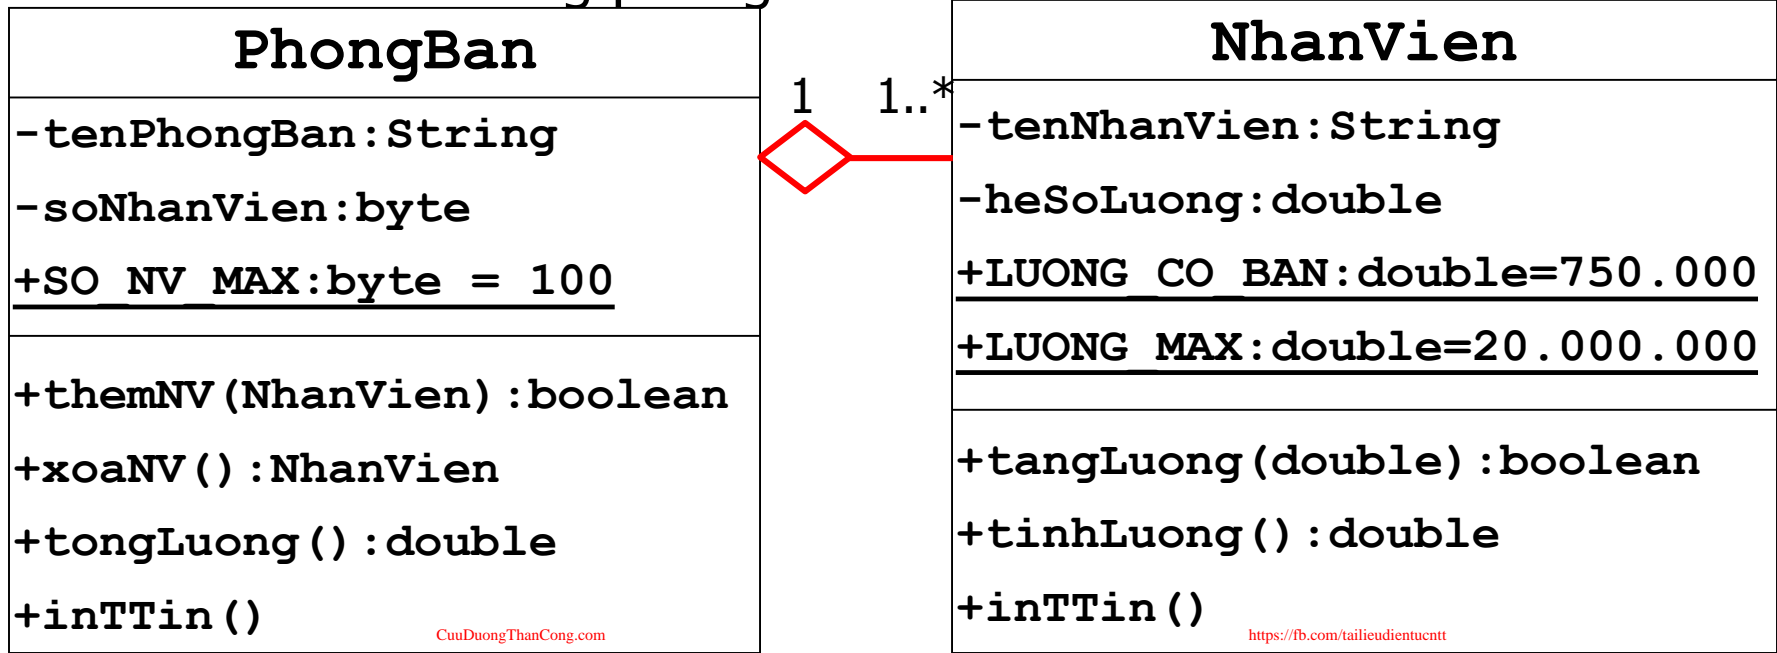 PhongBan
-tenPhongBan:String
-soNhanVien:byte
+SO_NV_MAX:byte = 100
+themNV(NhanVien):boolean
+xoaNV():NhanVien
+tongLuong():double
+inTTin()
CuuDuongThanCong.com
1 1..*
NhanVien
-tenNhanVien:String
-heSoLuong:double
+LUONG_CO_BAN:double=750.000
+LUONG_MAX:double=20.000.000
+tangLuong(double):boolean
+tinhLuong():double
+inTTin()
https://fb.com/tailieudientucntt